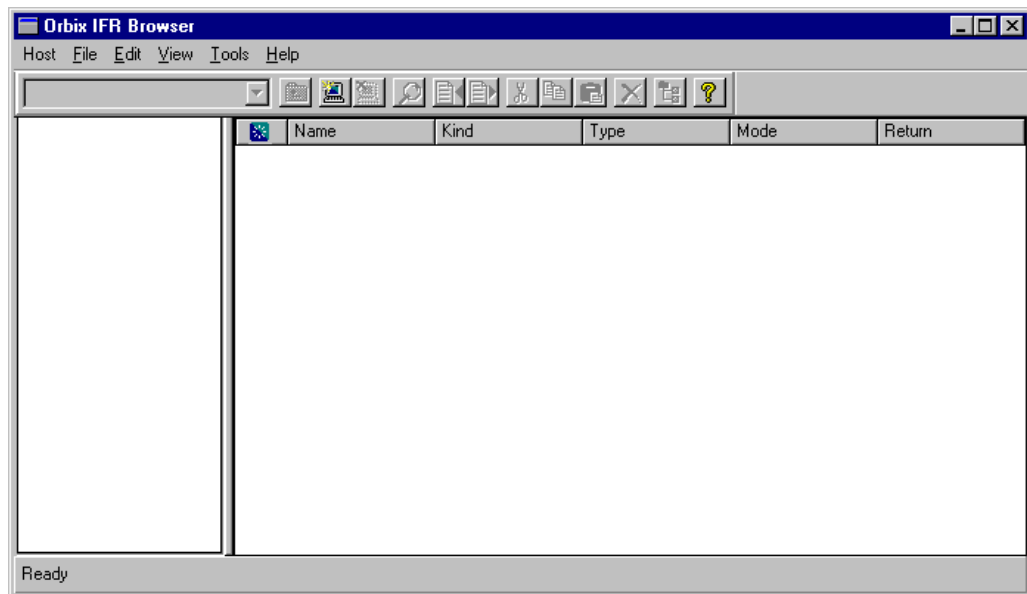 Orbix IFR Browser
Host File Edit View Tools Help
Name Kind Type Mode Return
Ready